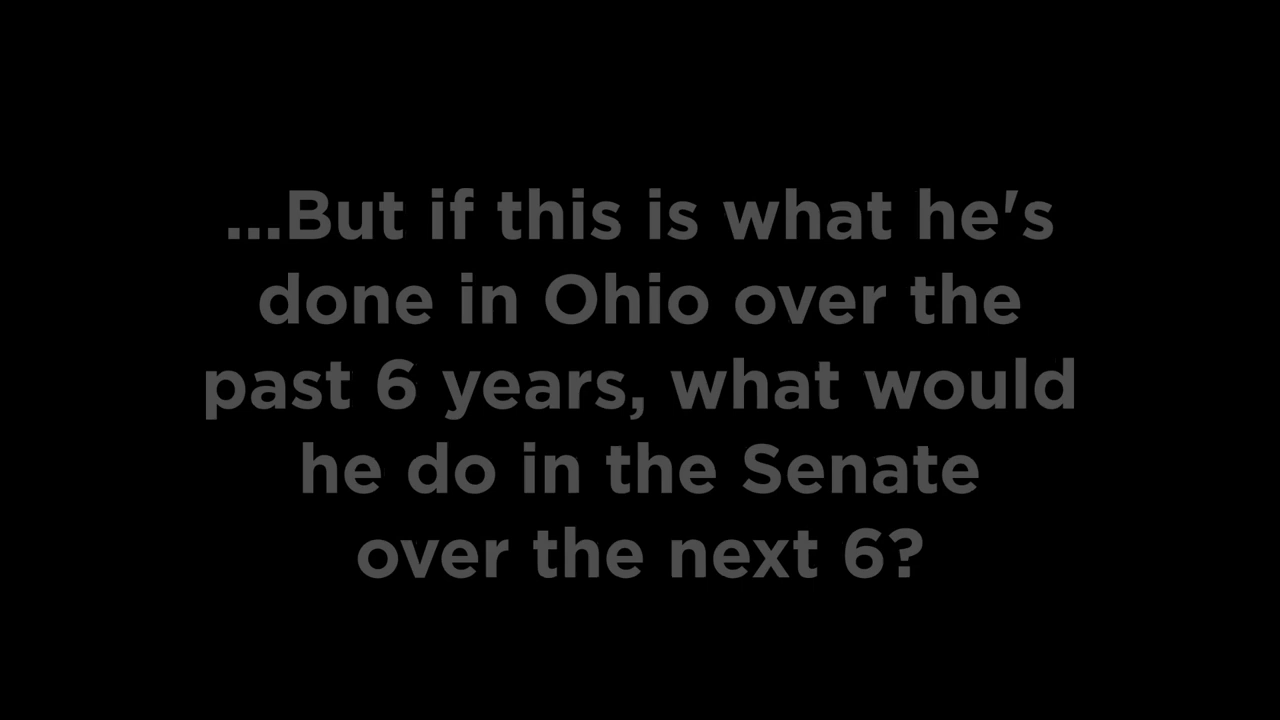 ...But if this is what he's
done in Ohio over the
past 6 years, what would
he do in the Senate
over the next 6?